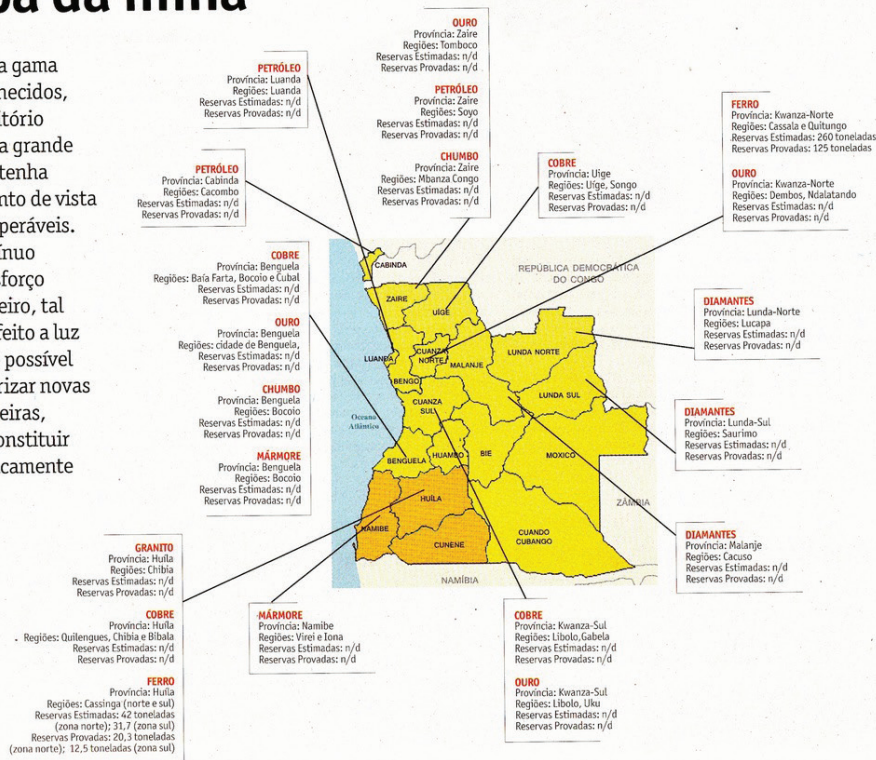 pa da minha
a gama
hecidos,
tório
a grande
tenha
nto de vista
peráveis.
ínuo
sforço
eiro, tal
feito a luz
possível
rizar novas
eiras,
onstituir
camente
PETRÓLEO
Província: Luanda
Regiões: Luanda
Reservas Estimadas: n/d
Reservas Provadas: n/d
PETRÓLEO
Província: Cabinda
Regiões: Cacombo
Reservas Estimadas: n/d
Reservas Provadas: n/d
OURO
Província: Zaire
Regiões: Tomboco
Reservas Estimadas: n/d
Reservas Provadas: n/d
PETRÓLEO
Província: Zaire
Regiões: Soyo
Reservas Estimadas: n/d
Reservas Provadas: n/d
CHUMBO
Província: Zaire
Regiões: Mbanza Congo
Reservas Estimadas: n/d
Reservas Provadas: n/d
COBRE
Província: Uíge
Regiões: Uíge, Songo
Reservas Estimadas: n/d
Reservas Provadas: n/d
FERRO
Província: Kwanza-Norte
Regiões: Cassala e Quitungo
Reservas Estimadas: 260 toneladas
Reservas Provadas: 125 toneladas
OURO
Província: Kwanza-Norte
Regiões: Dembos, Ndalatando
Reservas Estimadas: n/d
Reservas Provadas: n/d
COBRE
Província: Benguela
Regiões: Baía Farta, Bocoio e Cubal
Reservas Estimadas: n/d
Reservas Provadas: n/d
OURO
Província: Benguela
Regiões: cidade de Benguela,
Reservas Estimadas: n/d
Reservas Provadas: n/d
CHUMBO
Província: Benguela
Regiões: Bocoio
Reservas Estimadas: n/d
Reservas Provadas: n/d
MÁRMORE
Província: Benguela
Regiões: Bocoio
Reservas Estimadas: n/d
Reservas Provadas: n/d
CABINDA
REPÚBLICA DEMOCRÁTICA
DO CONGO
ZAIRE
UÍGE
LUANDA
CUANZA
NORTE
MALANJE
LUNDA NORTE
BENGO
CUANZA
SUL
LUNDA SUL
Oceano
Atlântico
BENGUELA
HUAMBO
BIE
MOXICO
HUÍLA
NAMIBE
CUNENE
CUANDO
CUBANGO
ZÂMBIA
NAMÍBIA
DIAMANTES
Província: Lunda-Norte
Regiões: Lucapa
Reservas Estimadas: n/d
Reservas Provadas: n/d
DIAMANTES
Província: Lunda-Sul
Regiões: Saurimo
Reservas Estimadas: n/d
Reservas Provadas: n/d
DIAMANTES
Província: Malanje
Regiões: Cacuso
Reservas Estimadas: n/d
Reservas Provadas: n/d
GRANITO
Província: Huíla
Regiões: Chibia
Reservas Estimadas: n/d
Reservas Provadas: n/d
COBRE
Província: Huíla
Regiões: Quilengues, Chibia e Bibala
Reservas Estimadas: n/d
Reservas Provadas: n/d
FERRO
Província: Huíla
Regiões: Cassinga (norte e sul)
Reservas Estimadas: 42 toneladas
(zona norte); 31,7 (zona sul)
Reservas Provadas: 20,3 toneladas
(zona norte); 12,5 toneladas (zona sul)
MÁRMORE
Província: Namibe
Regiões: Virei e Iona
Reservas Estimadas: n/d
Reservas Provadas: n/d
COBRE
Província: Kwanza-Sul
Regiões: Libolo,Gabela
Reservas Estimadas: n/d
Reservas Provadas: n/d
OURO
Província: Kwanza-Sul
Regiões: Libolo, Uku
Reservas Estimadas: n/d
Reservas Provadas: n/d